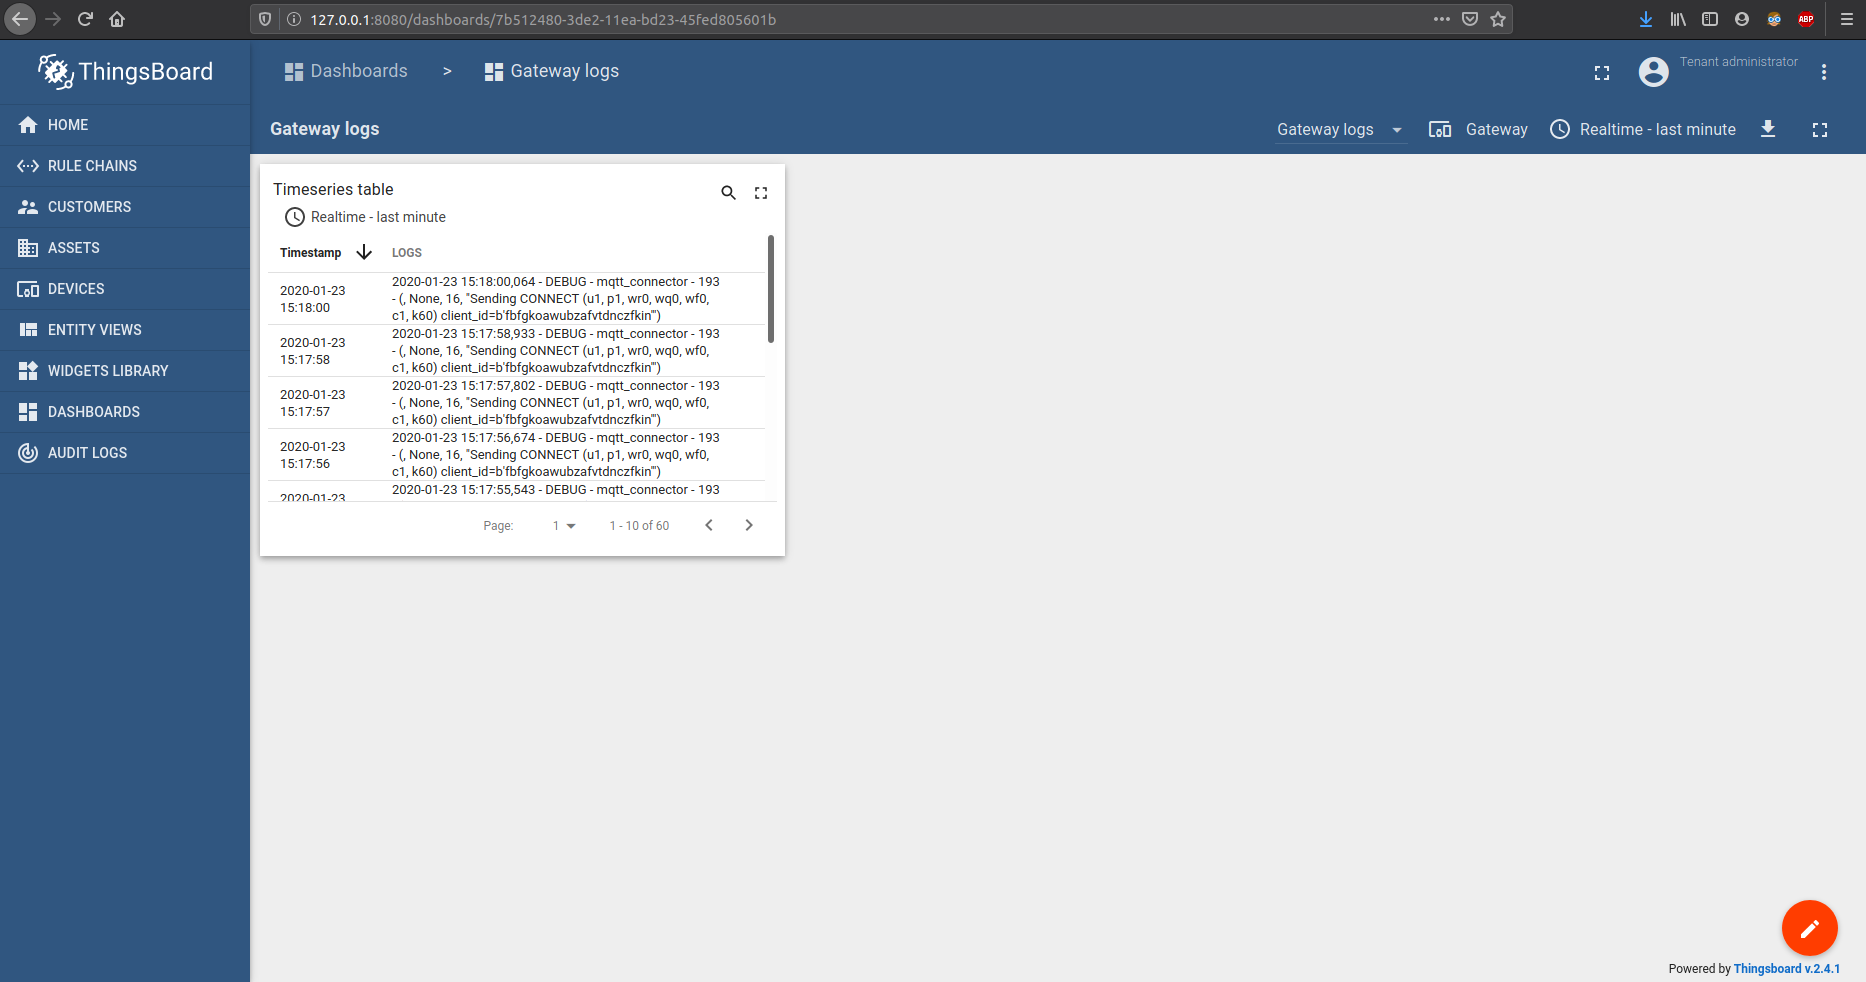 127.0.0.1:8080/dashboards/7b512480-3de2-11ea-bd23-45fed805601b
ABP
ThingsBoard
Dashboards > Gateway logs
Tenant administrator
HOME
RULE CHAINS
CUSTOMERS
ASSETS
DEVICES
ENTITY VIEWS
WIDGETS LIBRARY
DASHBOARDS
AUDIT LOGS
Gateway logs
Gateway logs
Gateway
Realtime - last minute
Timeseries table
Realtime - last minute
Timestamp
LOGS
2020-01-23
15:18:00
2020-01-23 15:18:00,064 - DEBUG - mqtt_connector - 193
- (, None, 16, "Sending CONNECT (u1, p1, wr0, wq0, wf0,
c1, k60) client_id=b'fbfgkoawubzafvtdnczfkin'")
2020-01-23
15:17:58
2020-01-23 15:17:58,933 - DEBUG - mqtt_connector - 193
- (, None, 16, "Sending CONNECT (u1, p1, wr0, wq0, wf0,
c1, k60) client_id=b'fbfgkoawubzafvtdnczfkin'")
2020-01-23
15:17:57
2020-01-23 15:17:57,802 - DEBUG - mqtt_connector - 193
- (, None, 16, "Sending CONNECT (u1, p1, wr0, wq0, wf0,
c1, k60) client_id=b'fbfgkoawubzafvtdnczfkin'")
2020-01-23
15:17:56
2020-01-23 15:17:56,674 - DEBUG - mqtt_connector - 193
- (, None, 16, "Sending CONNECT (u1, p1, wr0, wq0, wf0,
c1, k60) client_id=b'fbfgkoawubzafvtdnczfkin'")
2020-01-23
2020-01-23 15:17:55,543 - DEBUG - mqtt_connector - 193
Page: 1 1 - 10 of 60
Powered by Thingsboard v.2.4.1